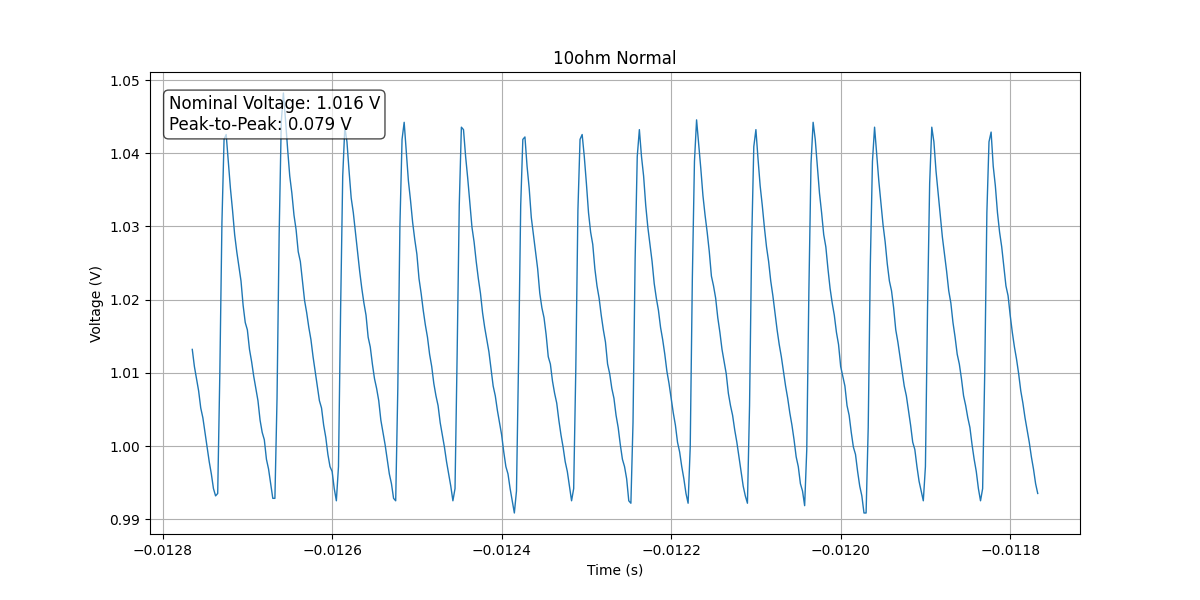 10ohm Normal
Nominal Voltage: 1.016 V
Peak-to-Peak: 0.079 V
1.05
1.04
1.03
1.02
1.01
1.00
0.99
Voltage (V)
−0.0128
−0.0126
−0.0124
−0.0122
−0.0120
−0.0118
Time (s)